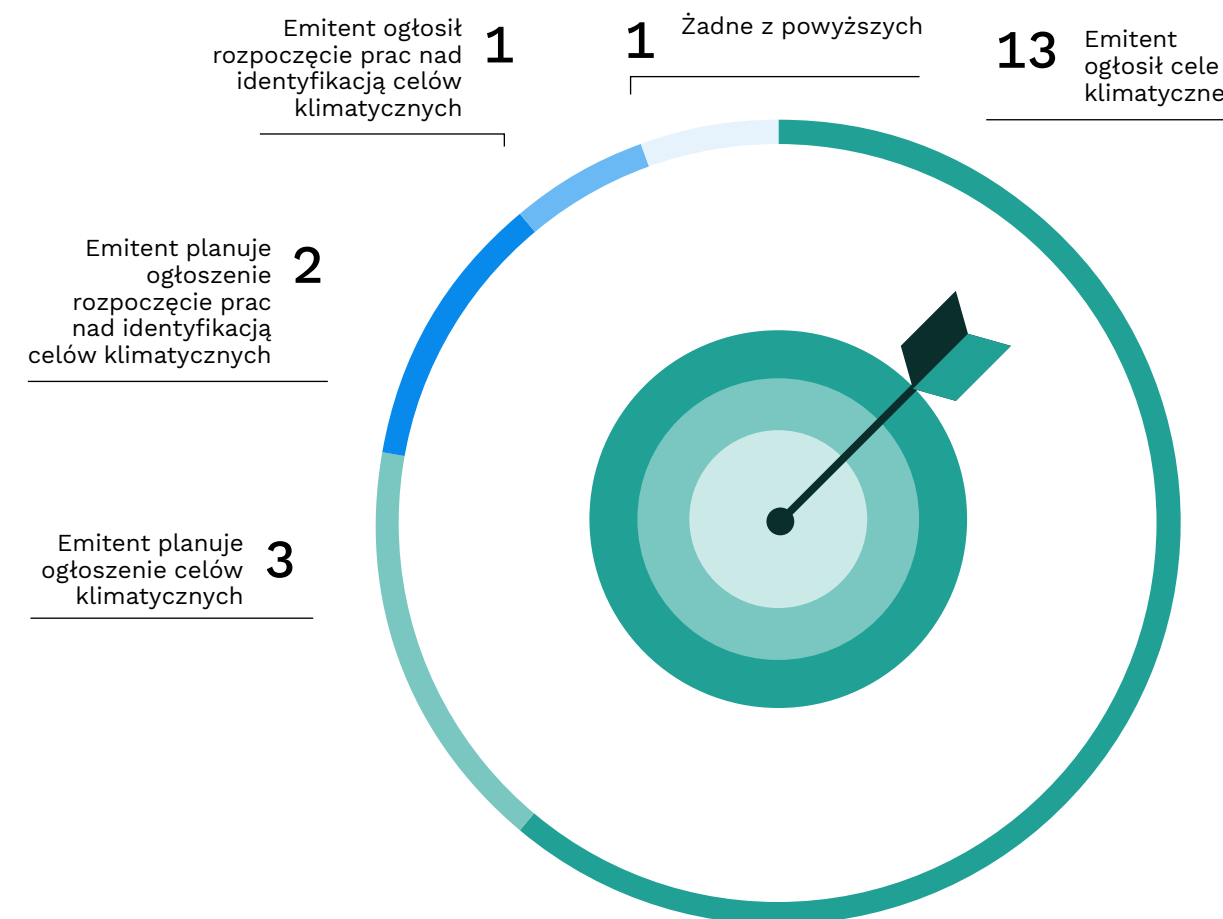 Emitent ogłosił
rozpoczęcie prac nad
identyfikacją celów
klimatycznych
1
1
Żadne z powyższych
13
Emitent
ogłosił cele
klimatyczne
Emitent planuje
ogłoszenie
rozpoczęcie prac
nad identyfikacją
celów klimatycznych
2
Emitent planuje
ogłoszenie celów
klimatycznych
3